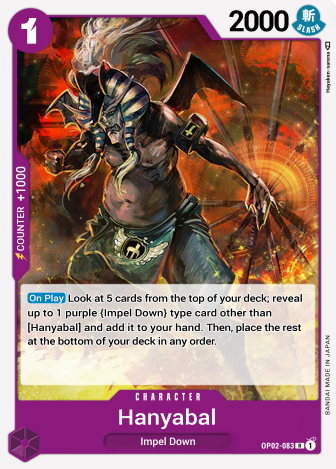 1
2000
斬
SLASH
Hayaken-sarena
COUNTER +1000
On Play Look at 5 cards from the top of your deck; reveal
up to 1 purple {Impel Down} type card other than
[Hanyabal] and add it to your hand. Then, place the rest
at the bottom of your deck in any order.
BANDAI MADE IN JAPAN
CHARACTER
Hanyabal
Impel Down
OP02-083 R 1